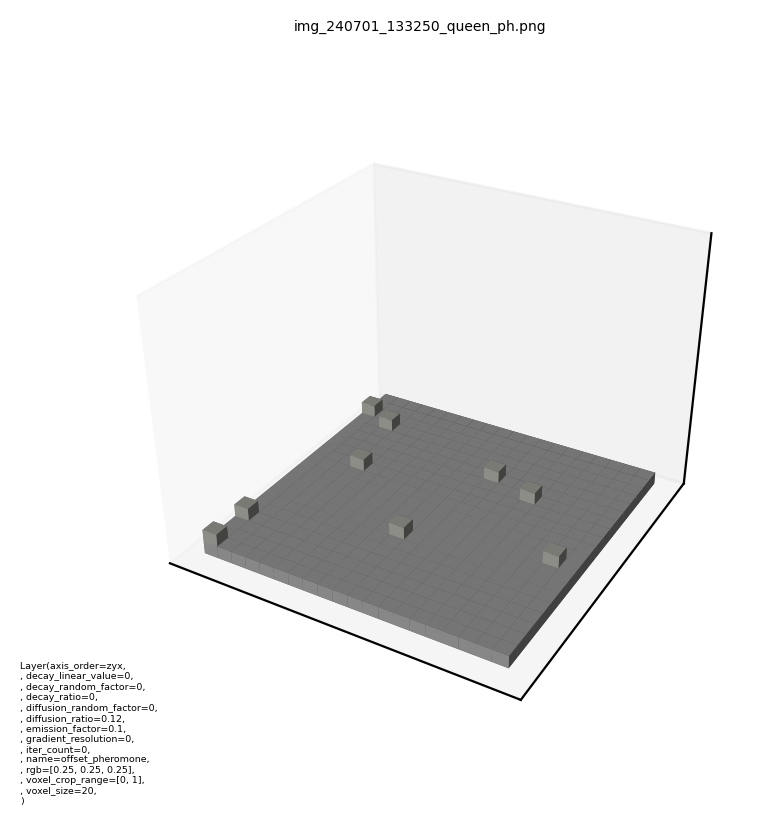 img_240701_133250_queen_ph.png
Layer(axis_order=zyx,
, decay_linear_value=0,
, decay_random_factor=0,
, decay_ratio=0,
, diffusion_random_factor=0,
, diffusion_ratio=0.12,
, emission_factor=0.1,
, gradient_resolution=0,
, iter_count=0,
, name=offset_pheromone,
, rgb=[0.25, 0.25, 0.25],
, voxel_crop_range=[0, 1],
, voxel_size=20,
)